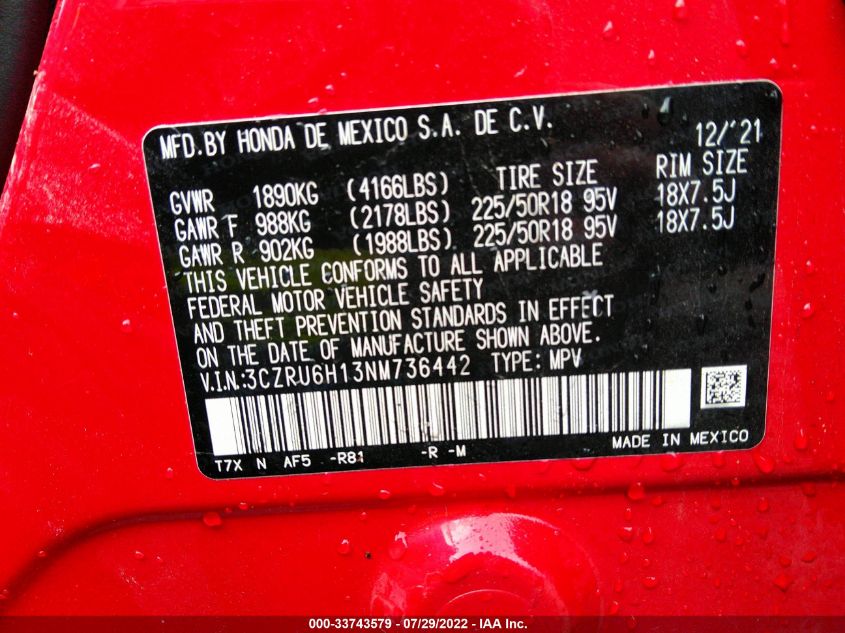 MFD.BY HONDA DE MEXICO S.A. DE C.V. 12/'21
TIRE SIZE RIM SIZE
GVWR 1890KG (4166LBS)
GAWR F 988KG (2178LBS) 225/50R18 95V 18X7.5J
GAWR R 902KG (1988LBS) 225/50R18 95V 18X7.5J
THIS VEHICLE CONFORMS TO ALL APPLICABLE
FEDERAL MOTOR VEHICLE SAFETY
AND THEFT PREVENTION STANDARDS IN EFFECT
ON THE DATE OF MANUFACTURE SHOWN ABOVE.
V.I.N:3CZRU6H13NM736442 TYPE: MPV
T7X N AF5 -R81 -R -M
MADE IN MEXICO
000-33743579 - 07/29/2022 - IAA Inc.